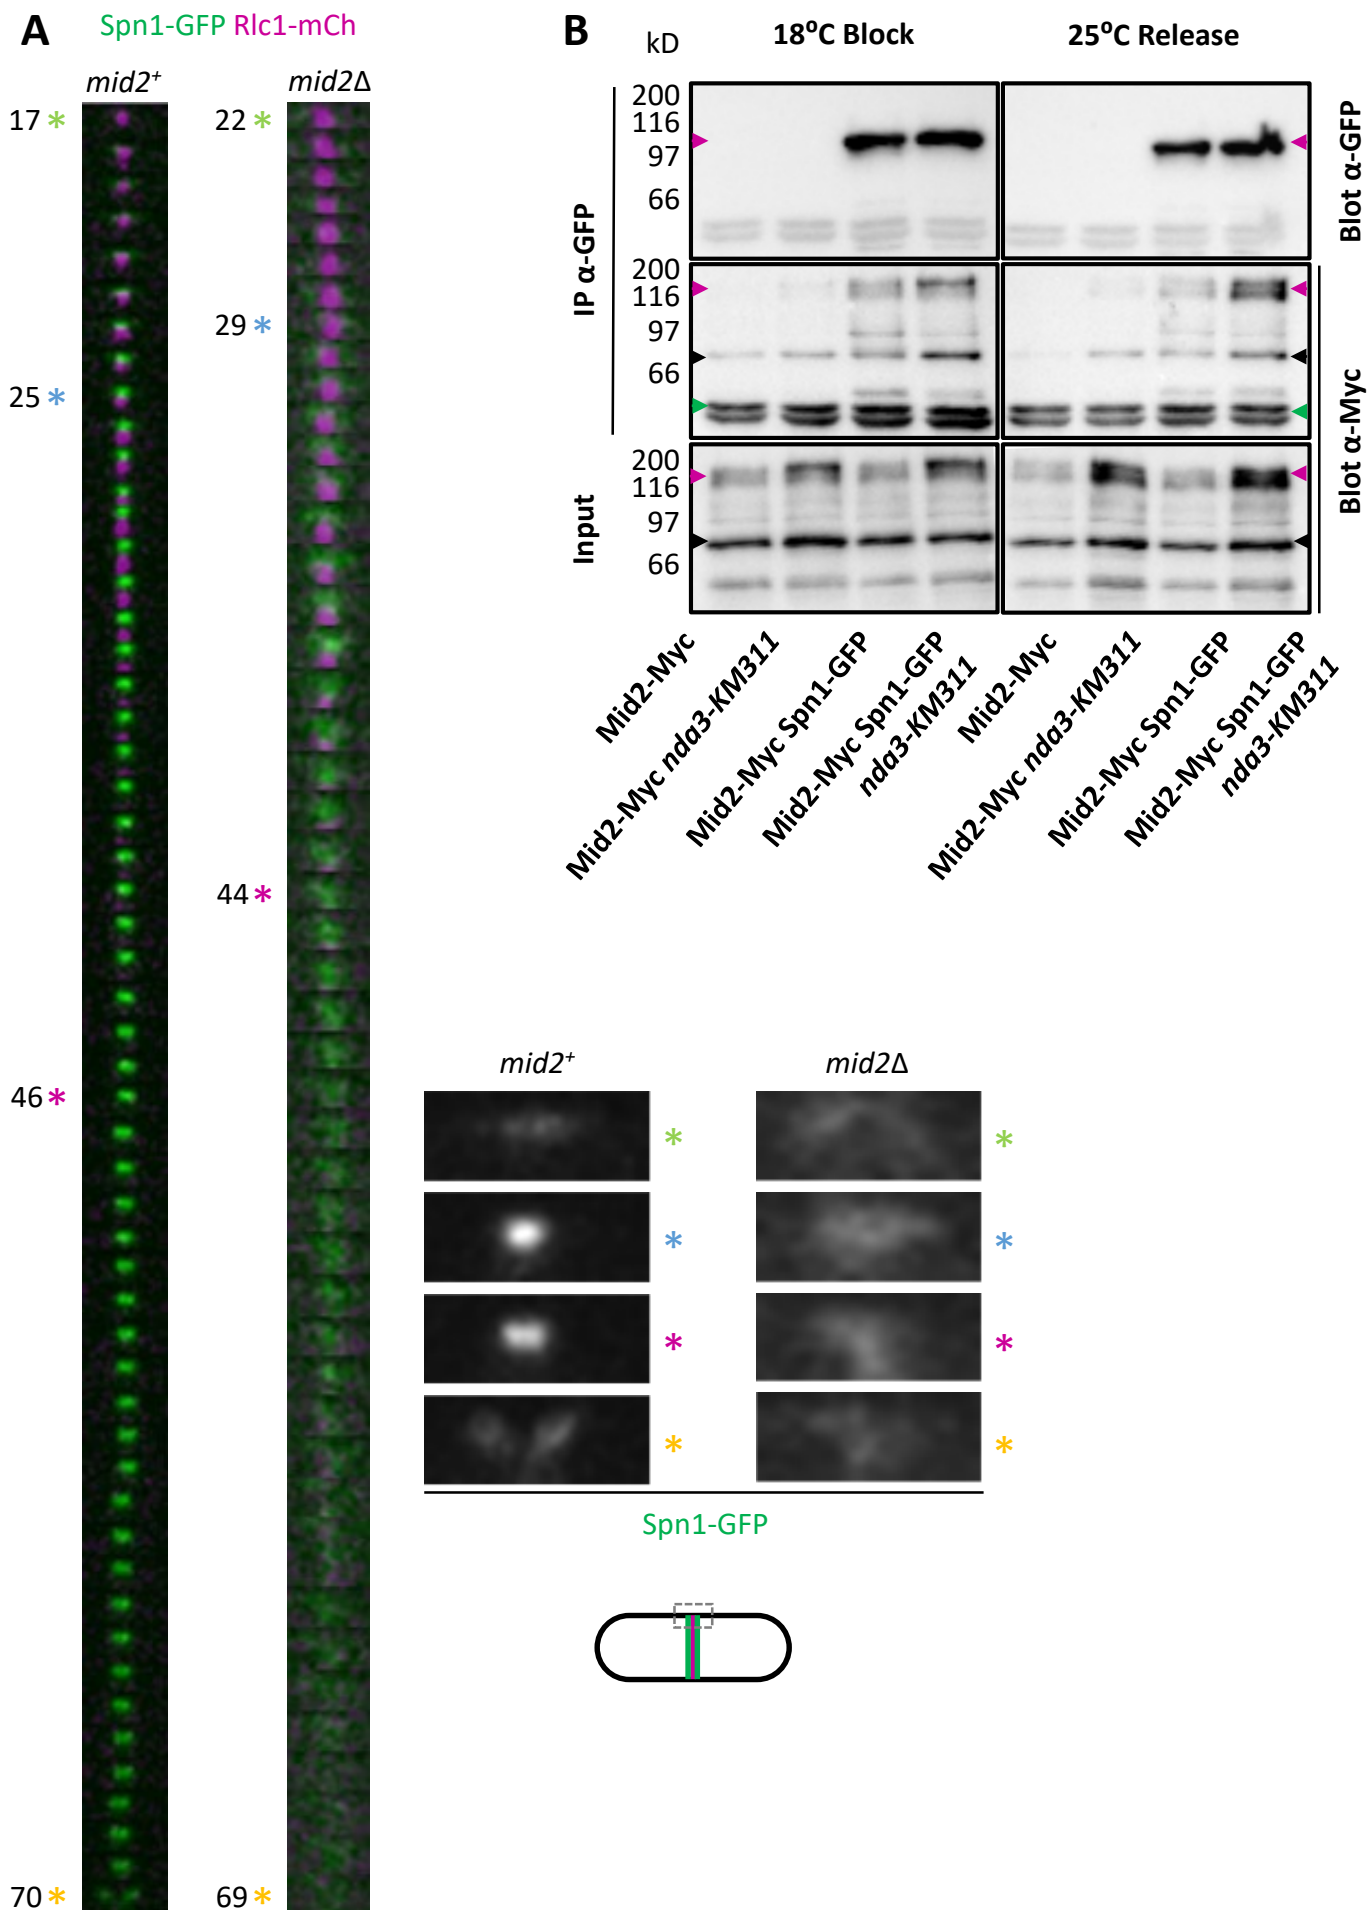 A
Spn1-GFP Rlc1-mCh
mid2⁺
mid2Δ
17 *
22 *
29 *
25 *
44 *
46 *
70 *
69 *
B
kD
18⁰C Block
25⁰C Release
200
116
97
66
200
116
97
66
200
116
97
66
IP α-GFP
Input
Blot α-GFP
Blot α-Myc
Mid2-Myc
Mid2-Myc nda3-KM311
Mid2-Myc Spn1-GFP
Mid2-Myc Spn1-GFP
nda3-KM311
Mid2-Myc
Mid2-Myc nda3-KM311
Mid2-Myc Spn1-GFP
Mid2-Myc Spn1-GFP
nda3-KM311
mid2⁺
mid2Δ
* *
* *
* *
* *
Spn1-GFP